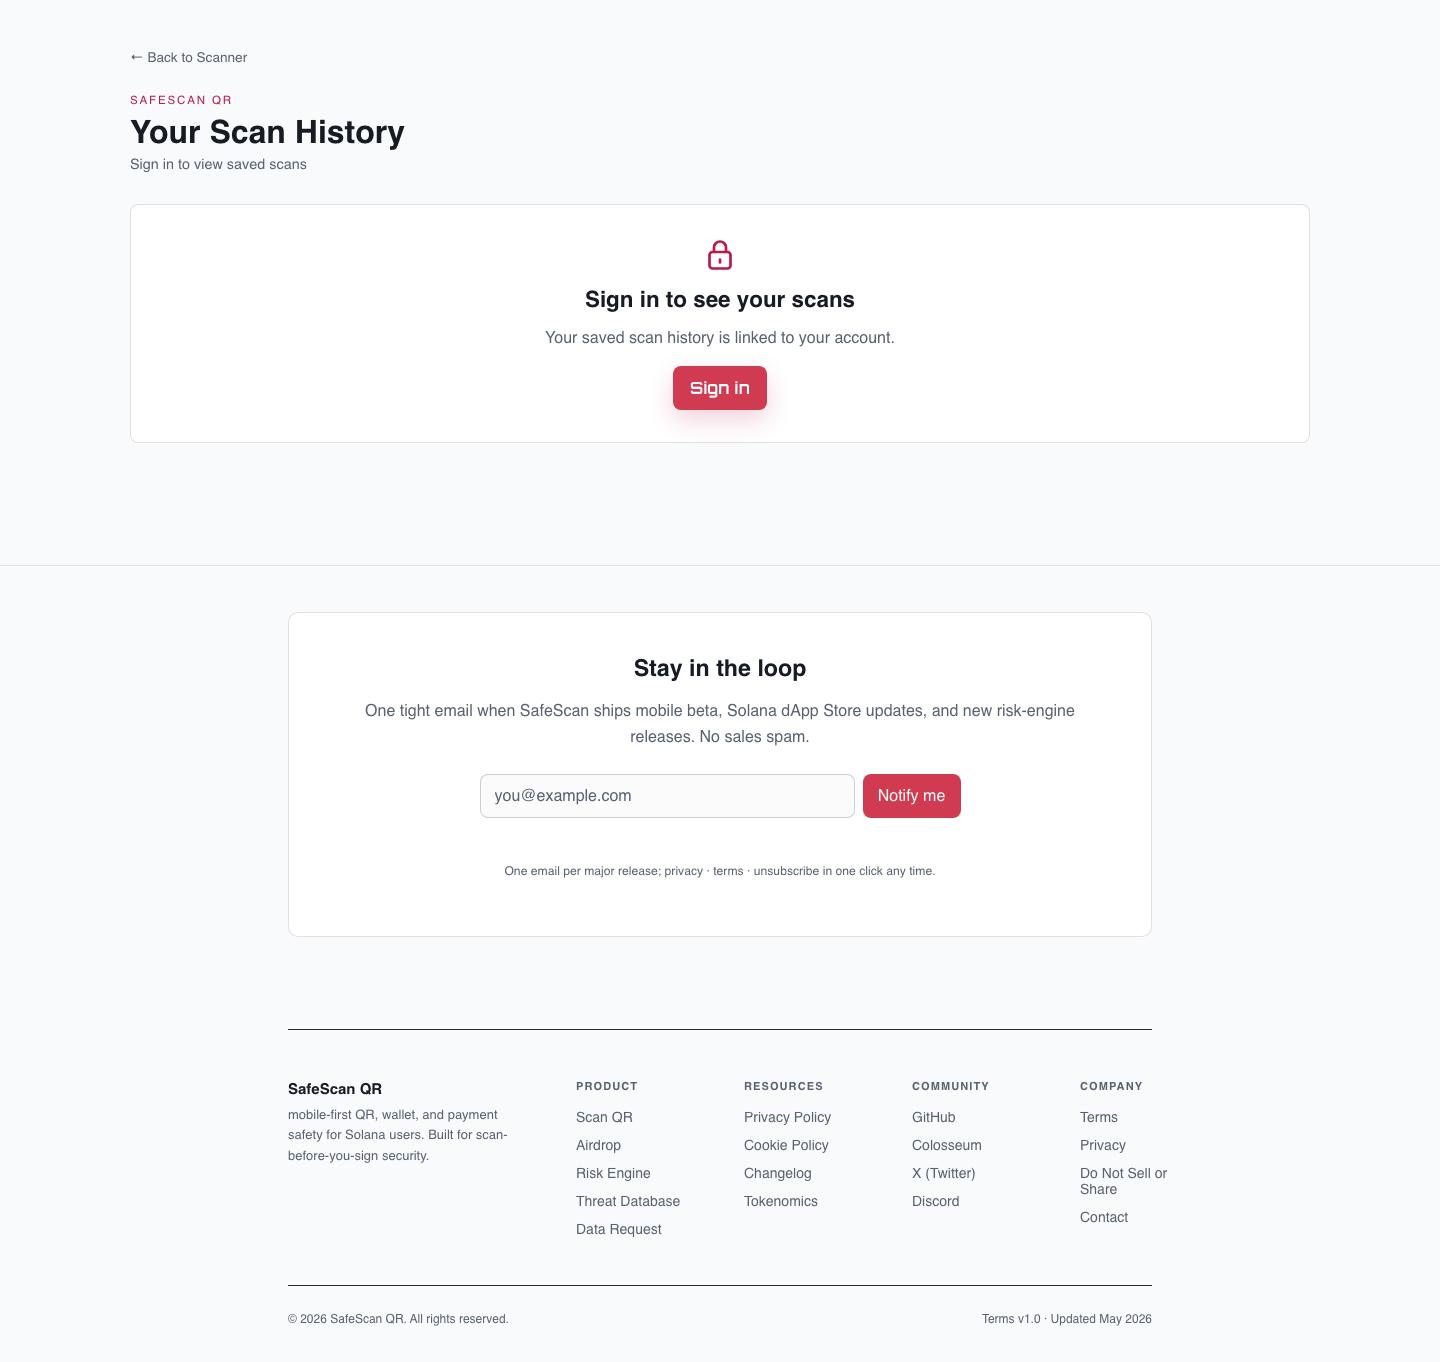 ← Back to Scanner
SAFESCAN QR
Your Scan History
Sign in to view saved scans
Sign in to see your scans
Your saved scan history is linked to your account.
Sign in
Stay in the loop
One tight email when SafeScan ships mobile beta, Solana dApp Store updates, and new risk-engine
releases. No sales spam.
you@example.com
Notify me
One email per major release; privacy · terms · unsubscribe in one click any time.
SafeScan QR
mobile-first QR, wallet, and payment
safety for Solana users. Built for scan-
before-you-sign security.
PRODUCT
Scan QR
Airdrop
Risk Engine
Threat Database
Data Request
RESOURCES
Privacy Policy
Cookie Policy
Changelog
Tokenomics
COMMUNITY
GitHub
Colosseum
X (Twitter)
Discord
COMPANY
Terms
Privacy
Do Not Sell or
Share
Contact
© 2026 SafeScan QR. All rights reserved.
Terms v1.0 · Updated May 2026